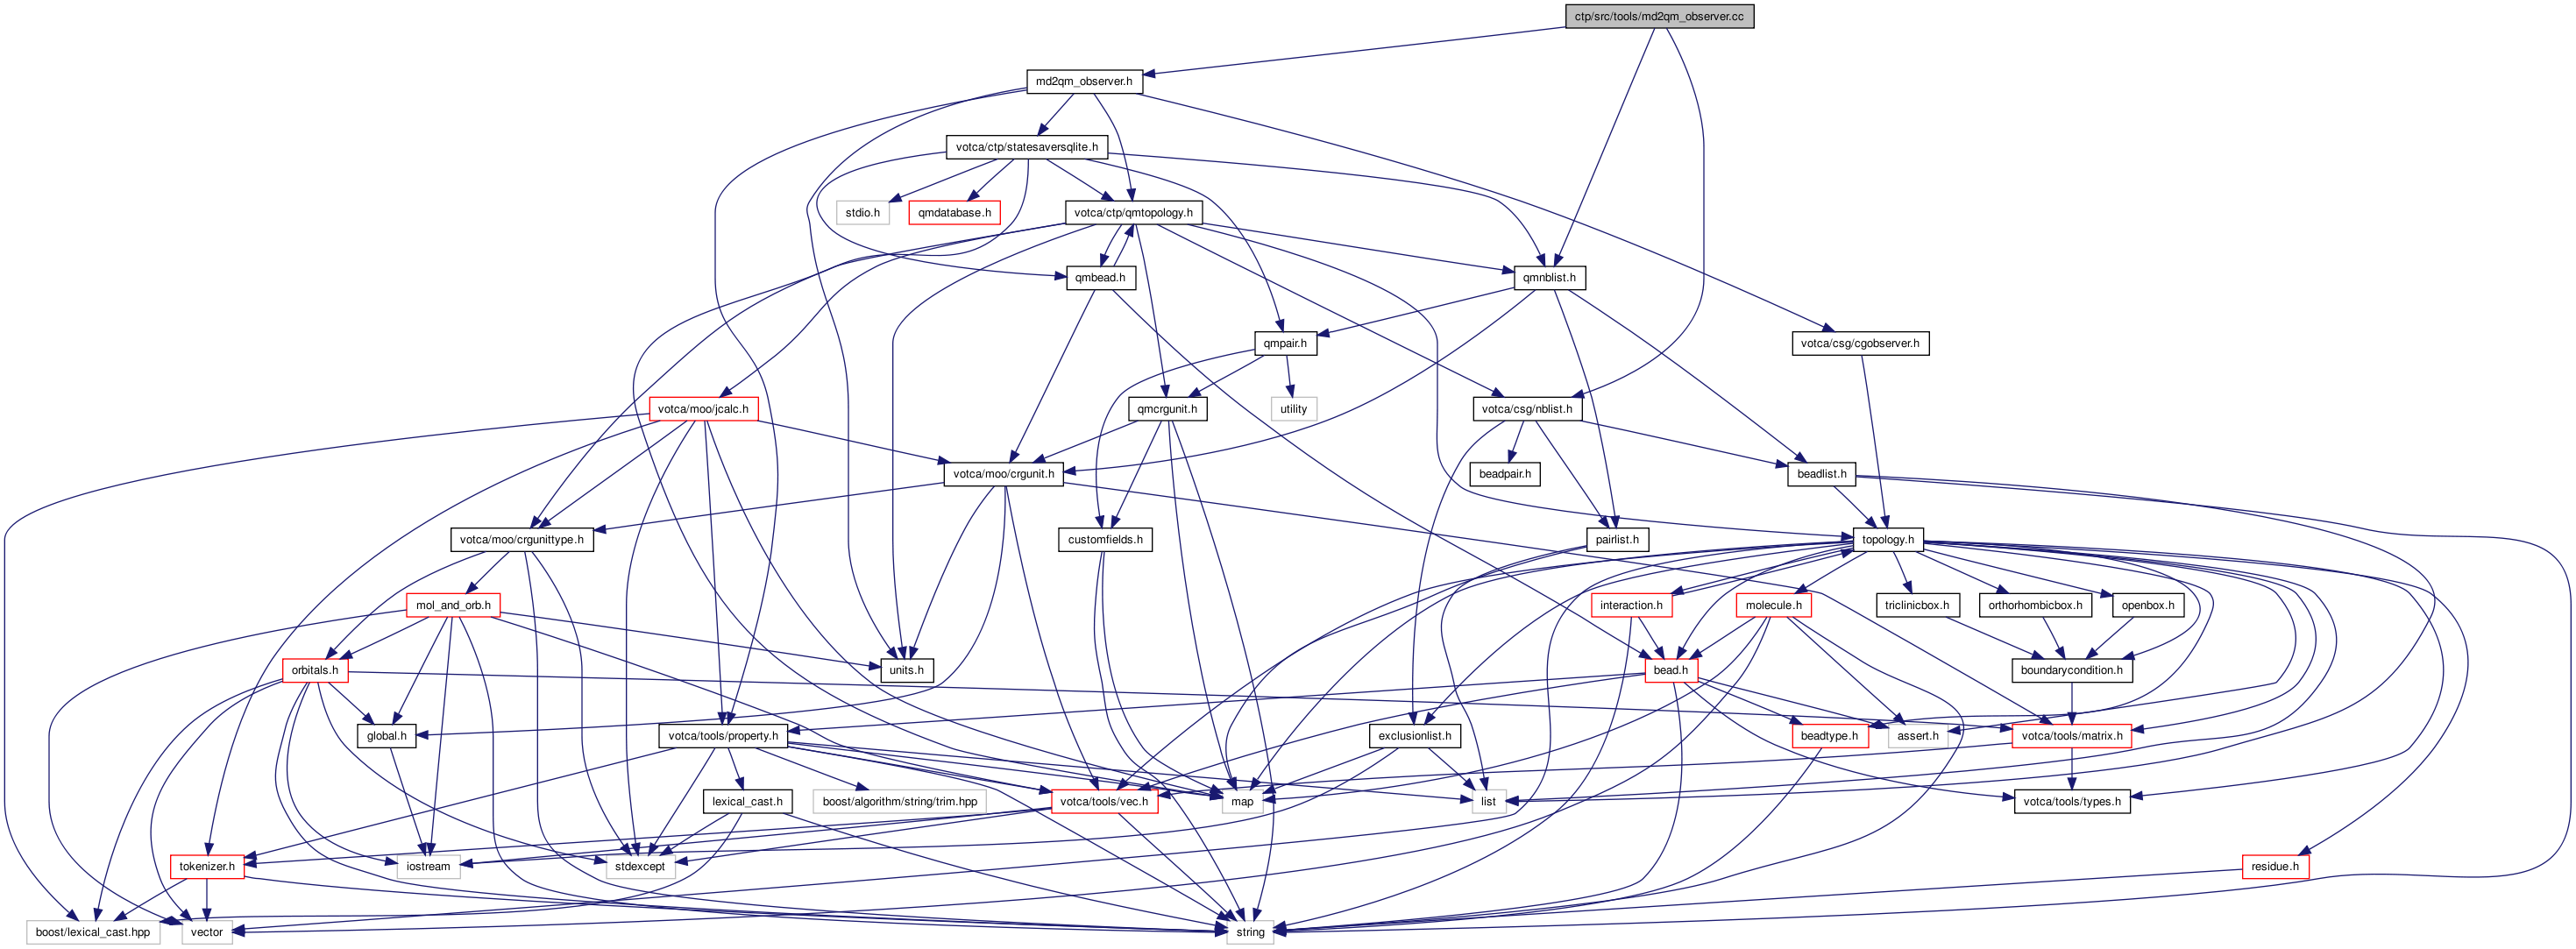 ctp/src/tools/md2qm_observer.cc
md2qm_observer.h
votca/ctp/statesaversqlite.h
stdio.h
qmdatabase.h
votca/ctp/qmtopology.h
qmbead.h
qmnblist.h
qmpair.h
votca/csg/cgobserver.h
votca/moo/jcalc.h
qmcrgunit.h
utility
votca/csg/nblist.h
votca/moo/crgunit.h
beadpair.h
beadlist.h
votca/moo/crgunittype.h
customfields.h
pairlist.h
topology.h
mol_and_orb.h
interaction.h
molecule.h
triclinicbox.h
orthorhombicbox.h
openbox.h
orbitals.h
units.h
bead.h
boundarycondition.h
global.h
votca/tools/property.h
exclusionlist.h
beadtype.h
assert.h
votca/tools/matrix.h
lexical_cast.h
boost/algorithm/string/trim.hpp
votca/tools/vec.h
map
list
votca/tools/types.h
tokenizer.h
iostream
stdexcept
residue.h
boost/lexical_cast.hpp
vector
string